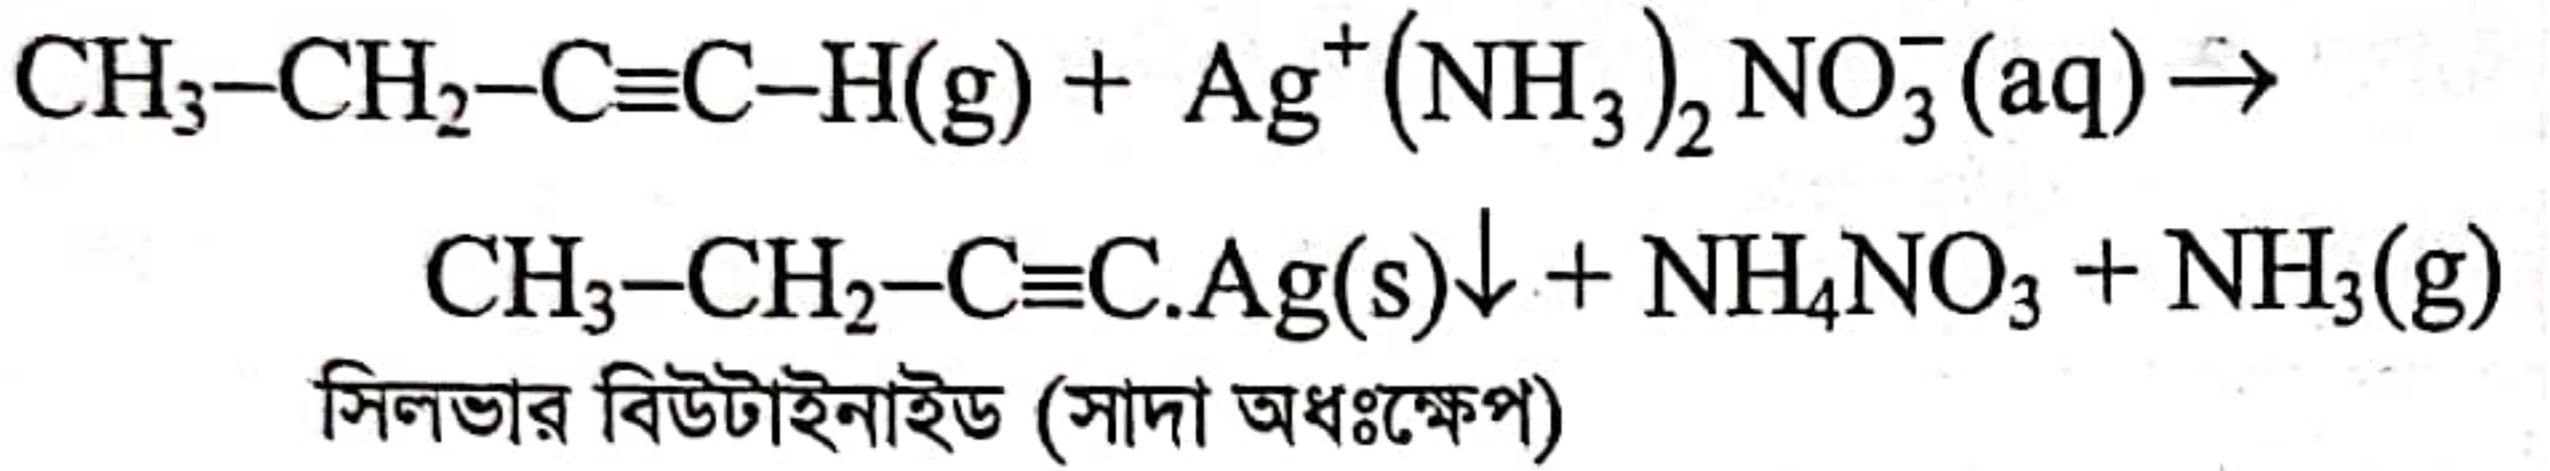 CH₃–CH₂–C≡C–H(g) + Ag⁺(NH₃)₂NO₃⁻(aq) →
CH₃–CH₂–C≡C.Ag(s)↓ + NH₄NO₃ + NH₃(g)
সিলভার বিউটাইনাইড (সাদা অধঃক্ষেপ)